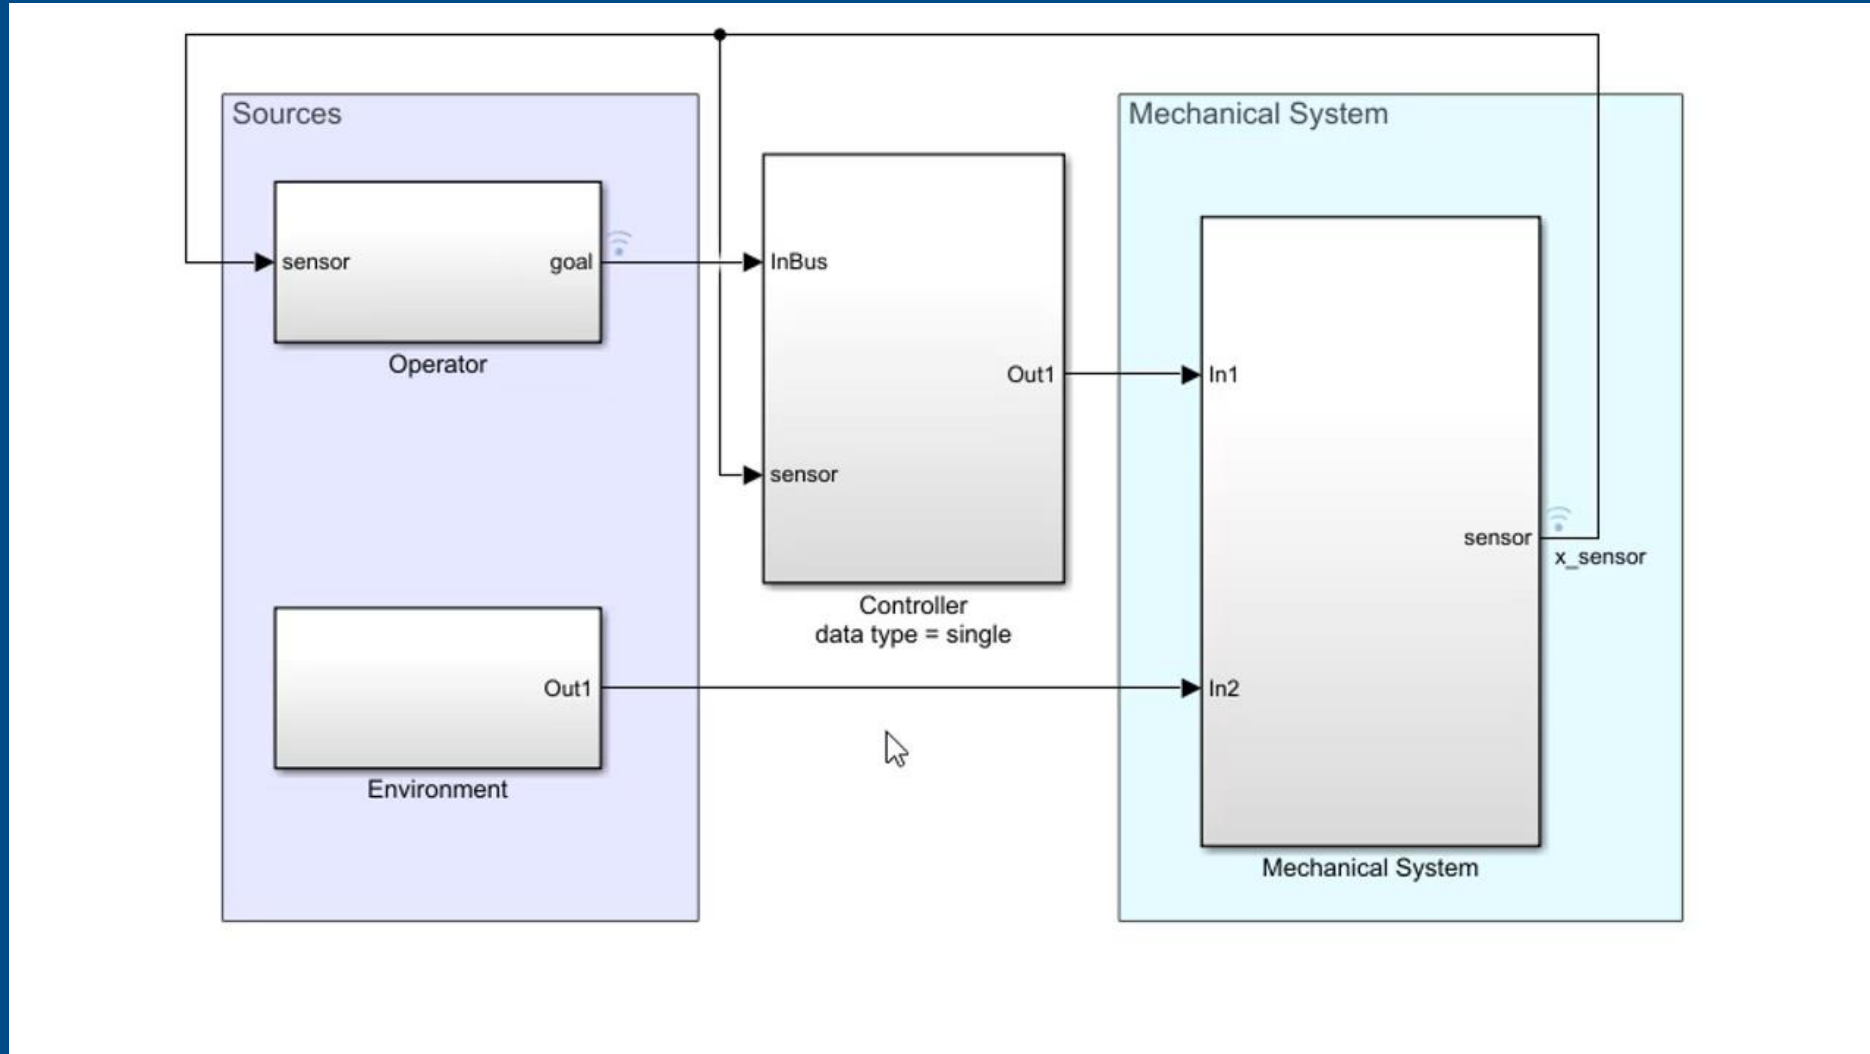 Sources
Mechanical System
sensor
goal
InBus
Operator
Out1
In1
sensor
sensor
x_sensor
Controller
data type = single
Out1
In2
Environment
Mechanical System